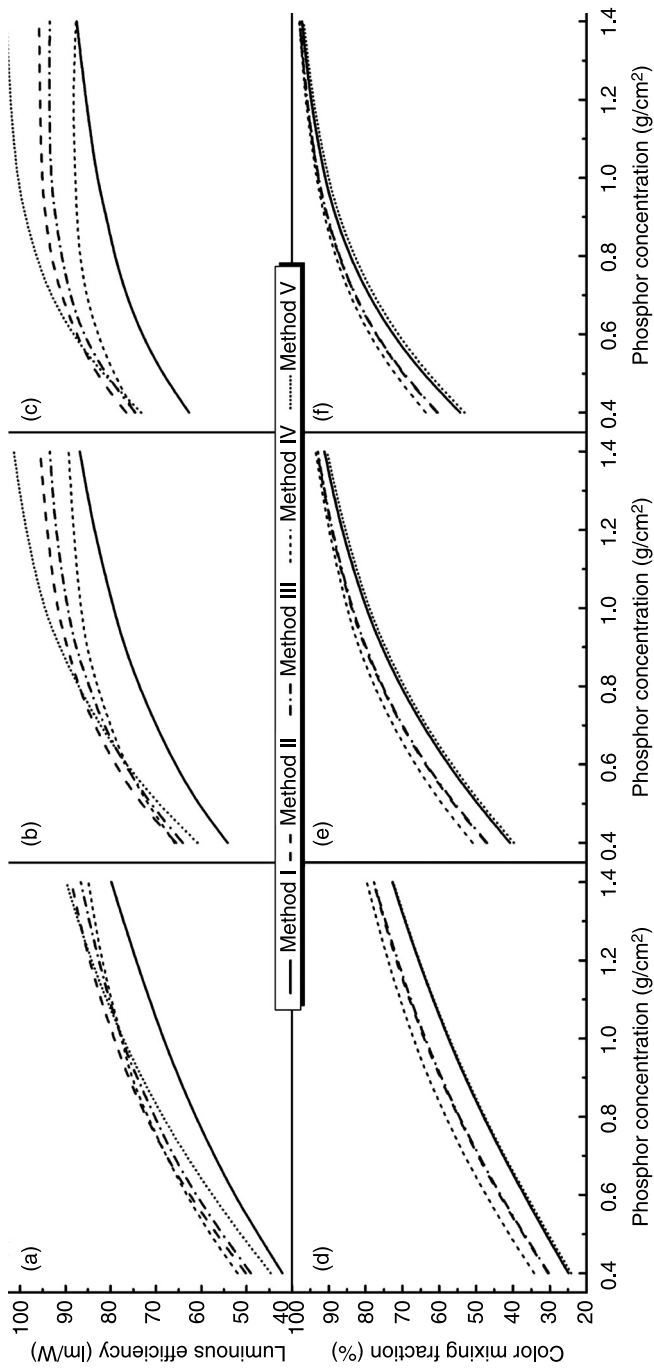 (a)
(b)
(c)
Luminous efficiency (lm/W)
100
90
80
70
60
50
40
Method I Method II Method III Method IV Method V
(d)
(e)
(f)
Color mixing fraction (%)
100
90
80
70
60
50
40
30
20
0.4 0.6 0.8 1.0 1.2 1.4
0.4 0.6 0.8 1.0 1.2 1.4
0.4 0.6 0.8 1.0 1.2 1.4
Phosphor concentration (g/cm²)
Phosphor concentration (g/cm²)
Phosphor concentration (g/cm²)